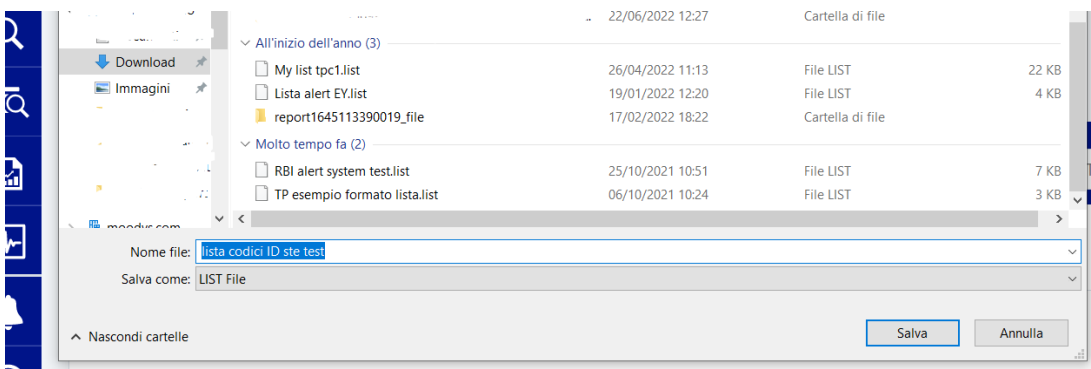 22/06/2022 12:27 Cartella di file
All'inizio dell'anno (3)
Download
My list tpc1.list 26/04/2022 11:13 File LIST 22 KB
Immagini
Lista alert EY.list 19/01/2022 12:20 File LIST 4 KB
report1645113390019_file 17/02/2022 18:22 Cartella di file
Molto tempo fa (2)
RBI alert system test.list 25/10/2021 10:51 File LIST 7 KB
TP esempio formato lista.list 06/10/2021 10:24 File LIST 3 KB
moodys.com
Nome file: lista codici ID ste test
Salva come: LIST File
Nascondi cartelle Salva Annulla